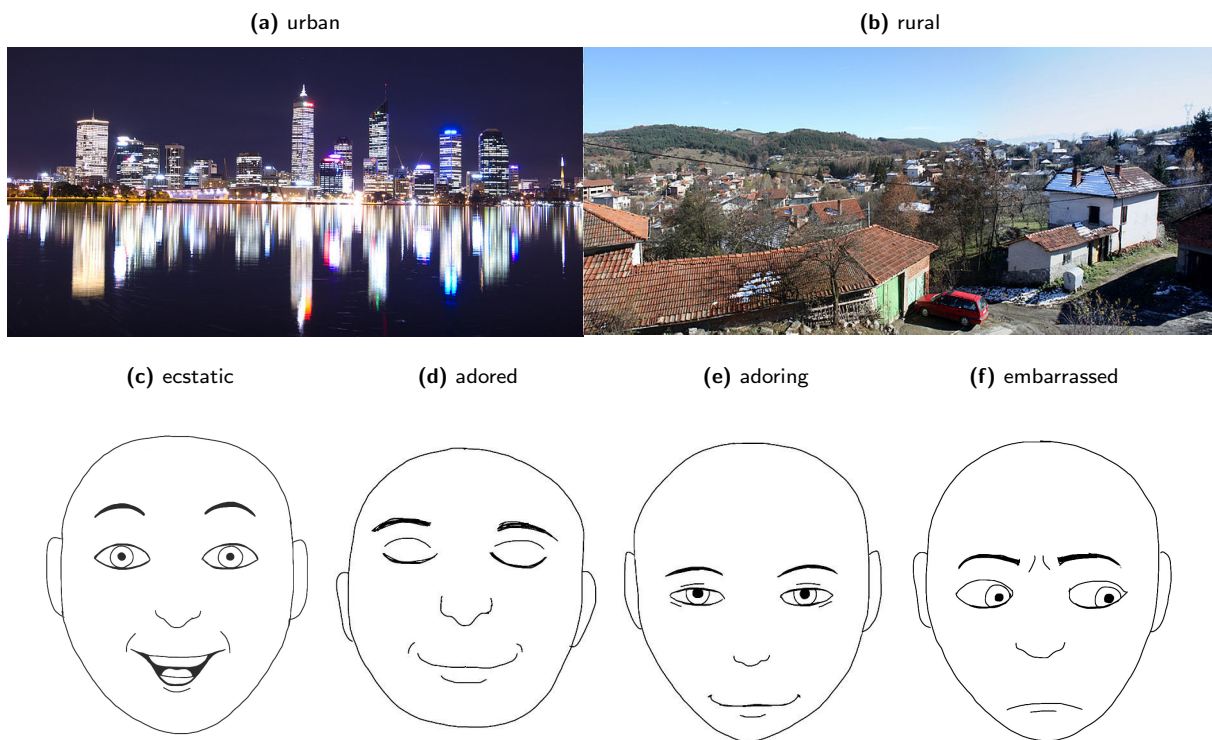 (a) urban
(b) rural
(c) ecstatic
(d) adored
(e) adoring
(f) embarrassed